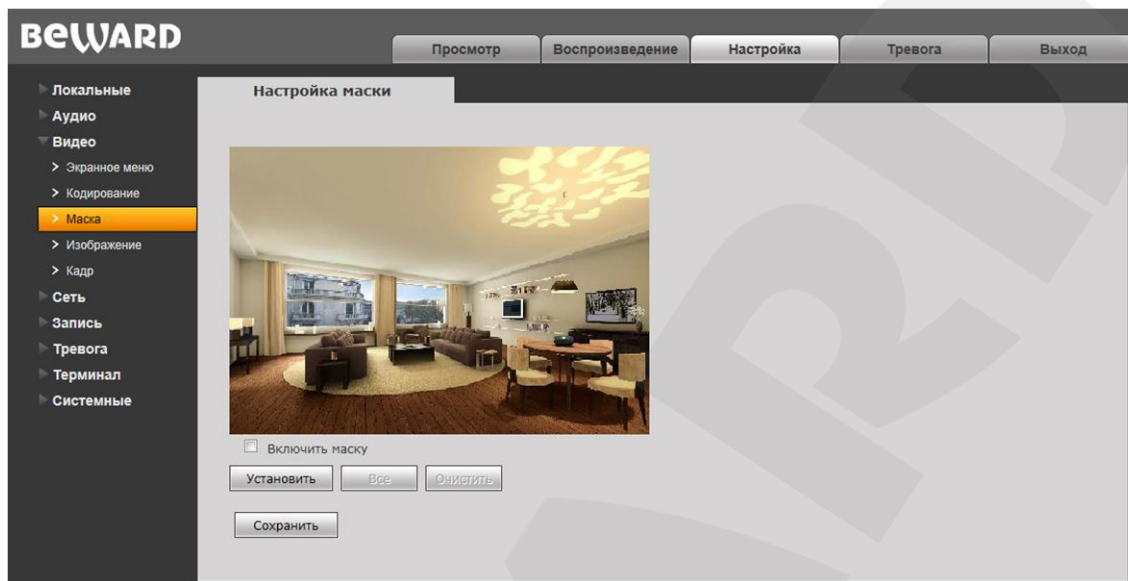 BEWARD
Просмотр
Воспроизведение
Настройка
Тревога
Выход
Локальные
Аудио
Видео
Экранное меню
Кодирование
Маска
Изображение
Кадр
Сеть
Запись
Тревога
Терминал
Системные
Настройка маски
Включить маску
Установить
Все
Очистить
Сохранить